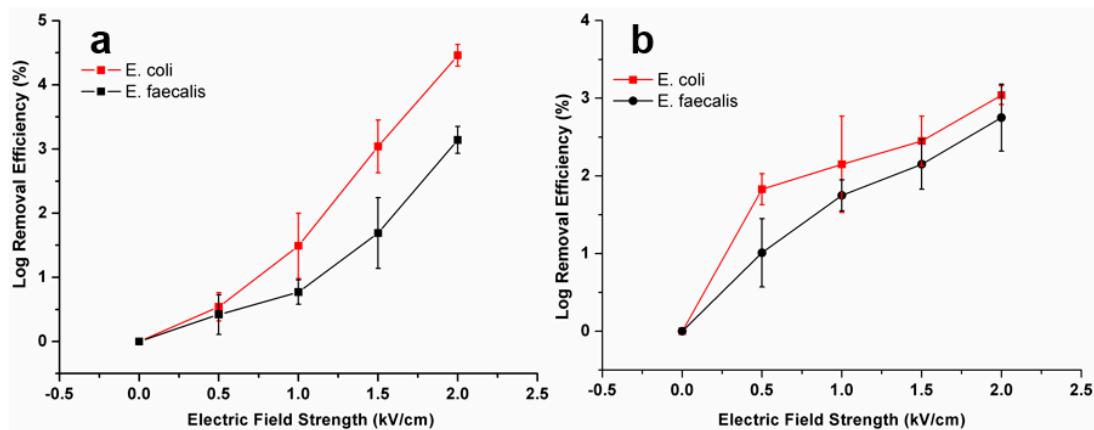 a
E. coli
E. faecalis
Log Removal Efficiency (%)
5
4
3
2
1
0
-0.5
0.0
0.5
1.0
1.5
2.0
2.5
Electric Field Strength (kV/cm)
b
E. coli
E. faecalis
Log Removal Efficiency (%)
4
3
2
1
0
-0.5
0.0
0.5
1.0
1.5
2.0
2.5
Electric Field Strength (kV/cm)